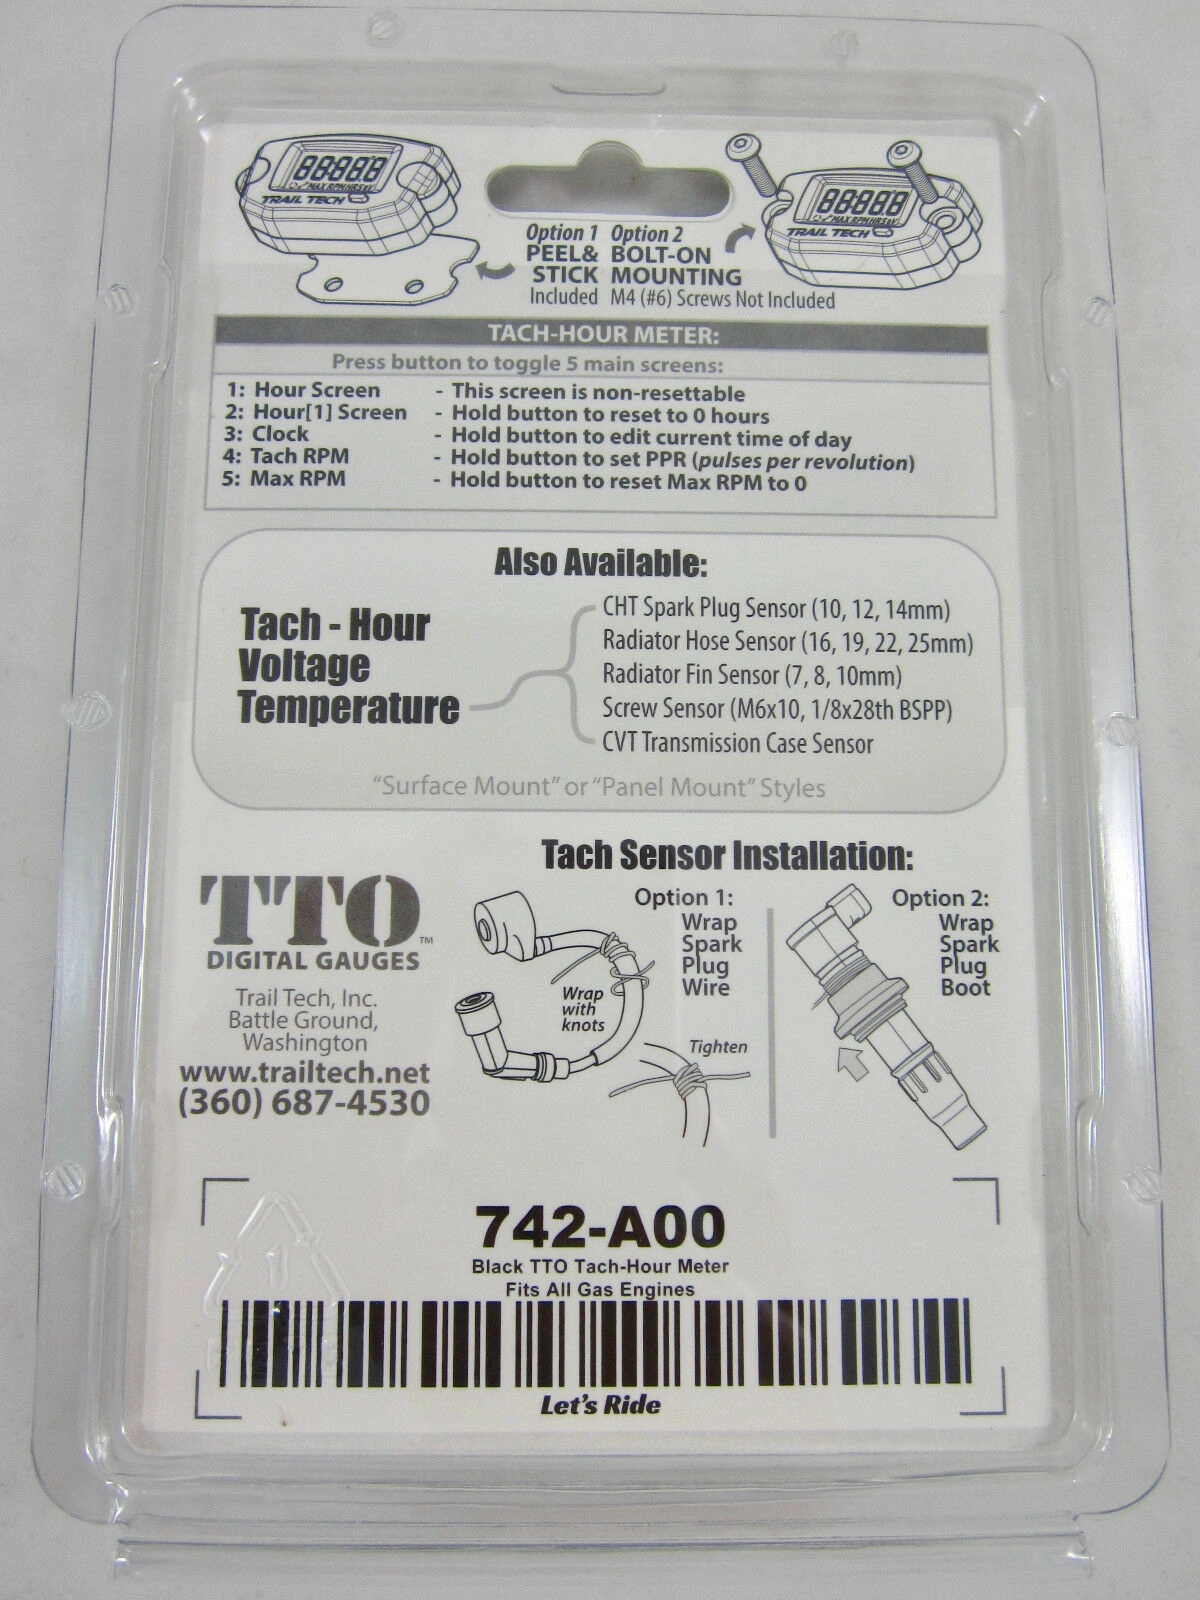 88:88.8
MAX RPM HRS
TRAIL TECH
88:88.8
MAX RPM HRS
TRAIL TECH
Option 1
PEEL&
STICK
Included
Option 2
BOLT-ON
MOUNTING
M4 (#6) Screws Not Included
TACH-HOUR METER:
Press button to toggle 5 main screens:
1: Hour Screen - This screen is non-resettable
2: Hour[1] Screen - Hold button to reset to 0 hours
3: Clock - Hold button to edit current time of day
4: Tach RPM - Hold button to set PPR (pulses per revolution)
5: Max RPM - Hold button to reset Max RPM to 0
Also Available:
Tach - Hour
Voltage
Temperature
CHT Spark Plug Sensor (10, 12, 14mm)
Radiator Hose Sensor (16, 19, 22, 25mm)
Radiator Fin Sensor (7, 8, 10mm)
Screw Sensor (M6x10, 1/8x28th BSPP)
CVT Transmission Case Sensor
"Surface Mount" or "Panel Mount" Styles
TTO™
DIGITAL GAUGES
Trail Tech, Inc.
Battle Ground,
Washington
www.trailtech.net
(360) 687-4530
Tach Sensor Installation:
Option 1:
Wrap
Spark
Plug
Wire
Wrap
with
knots
Tighten
Option 2:
Wrap
Spark
Plug
Boot
742-A00
Black TTO Tach-Hour Meter
Fits All Gas Engines
Let's Ride